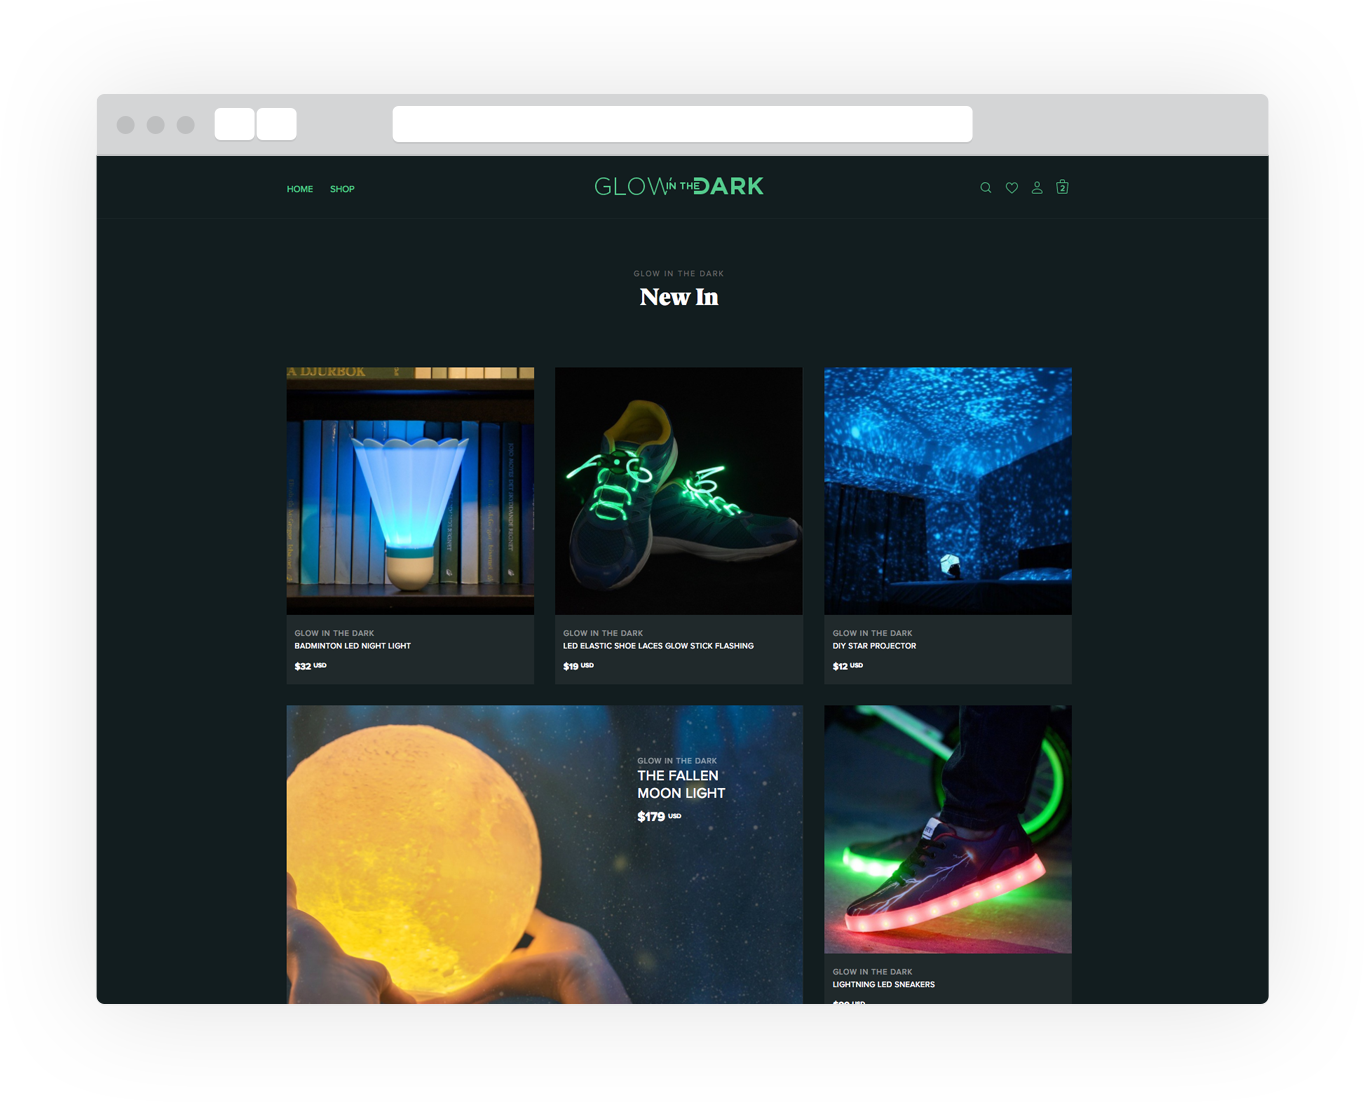 HOME
SHOP
GLOW IN THE DARK
2
GLOW IN THE DARK
New In
A DJURBOK
GLOW IN THE DARK
BADMINTON LED NIGHT LIGHT
$32 USD
GLOW IN THE DARK
LED ELASTIC SHOE LACES GLOW STICK FLASHING
$19 USD
GLOW IN THE DARK
DIY STAR PROJECTOR
$12 USD
GLOW IN THE DARK
THE FALLEN
MOON LIGHT
$179 USD
GLOW IN THE DARK
LIGHTNING LED SNEAKERS